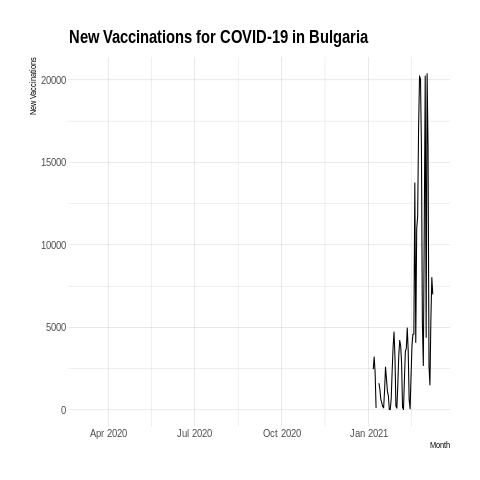 New Vaccinations for COVID-19 in Bulgaria
New Vaccinations
20000
15000
10000
5000
0
Apr 2020 Jul 2020 Oct 2020 Jan 2021
Month